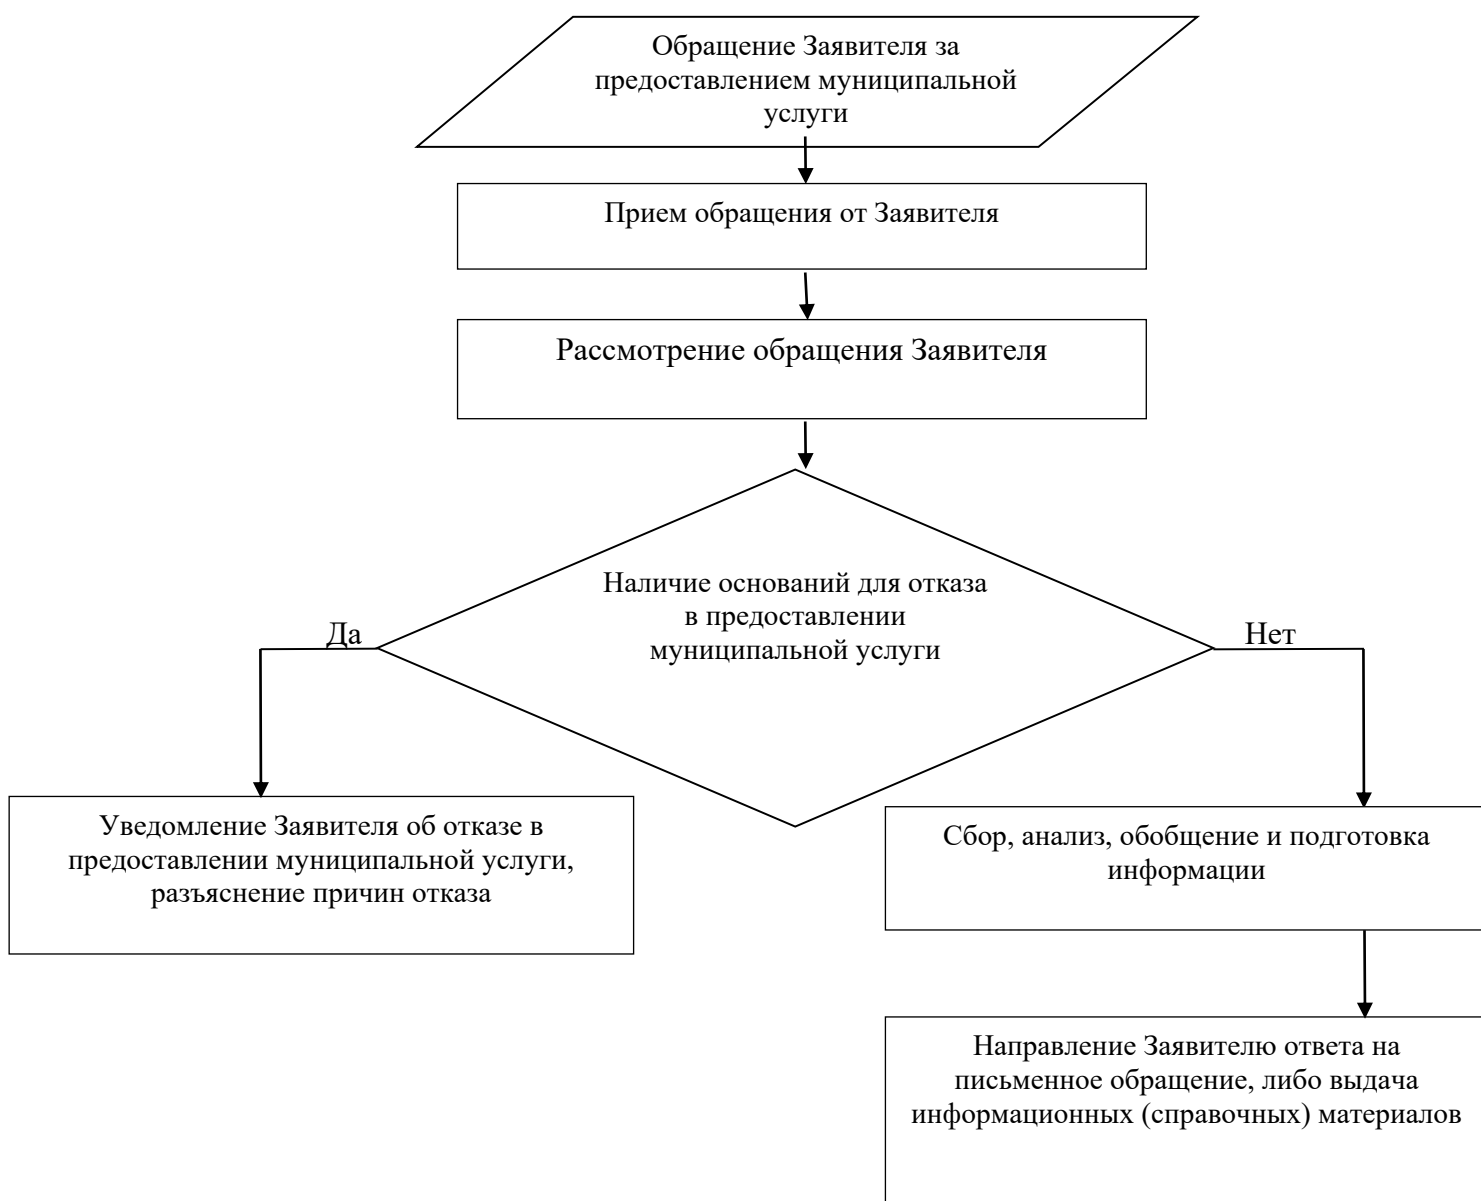 Обращение Заявителя за
предоставлением муниципальной
услуги
Прием обращения от Заявителя
Рассмотрение обращения Заявителя
Наличие оснований для отказа
в предоставлении
муниципальной услуги
Да
Нет
Уведомление Заявителя об отказе в
предоставлении муниципальной услуги,
разъяснение причин отказа
Сбор, анализ, обобщение и подготовка
информации
Направление Заявителю ответа на
письменное обращение, либо выдача
информационных (справочных) материалов